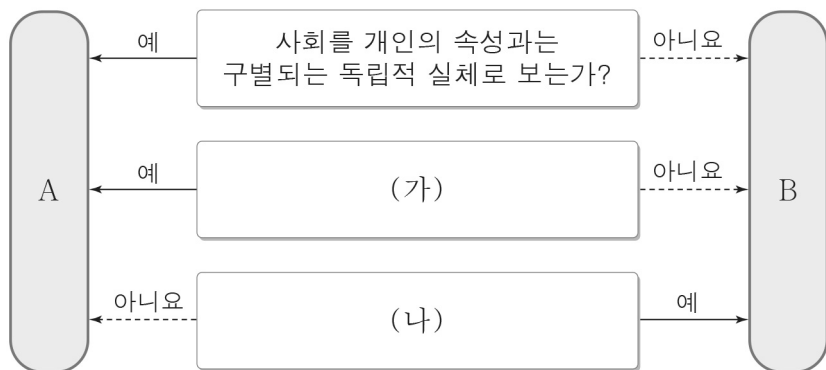 예
사회를 개인의 속성과는
구별되는 독립적 실체로 보는가?
아니요
A
예
(가)
아니요
B
아니요
(나)
예